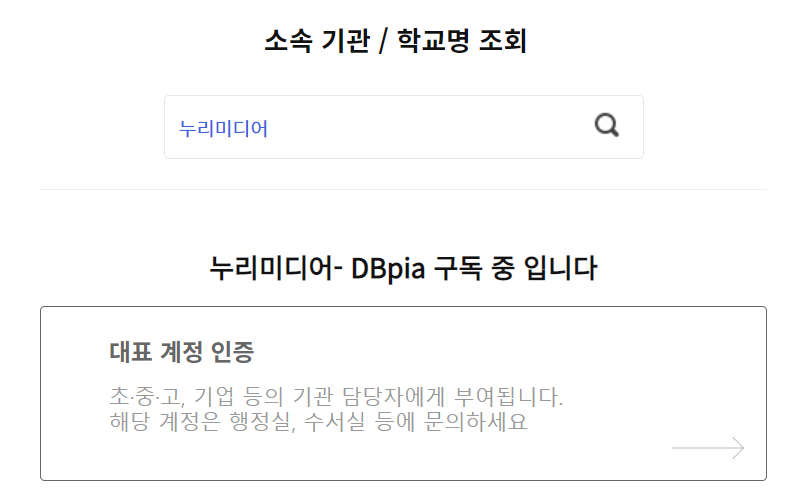 소속 기관 / 학교명 조회
누리미디어
누리미디어- DBpia 구독 중 입니다
대표 계정 인증
초·중·고, 기업 등의 기관 담당자에게 부여됩니다.
해당 계정은 행정실, 수서실 등에 문의하세요